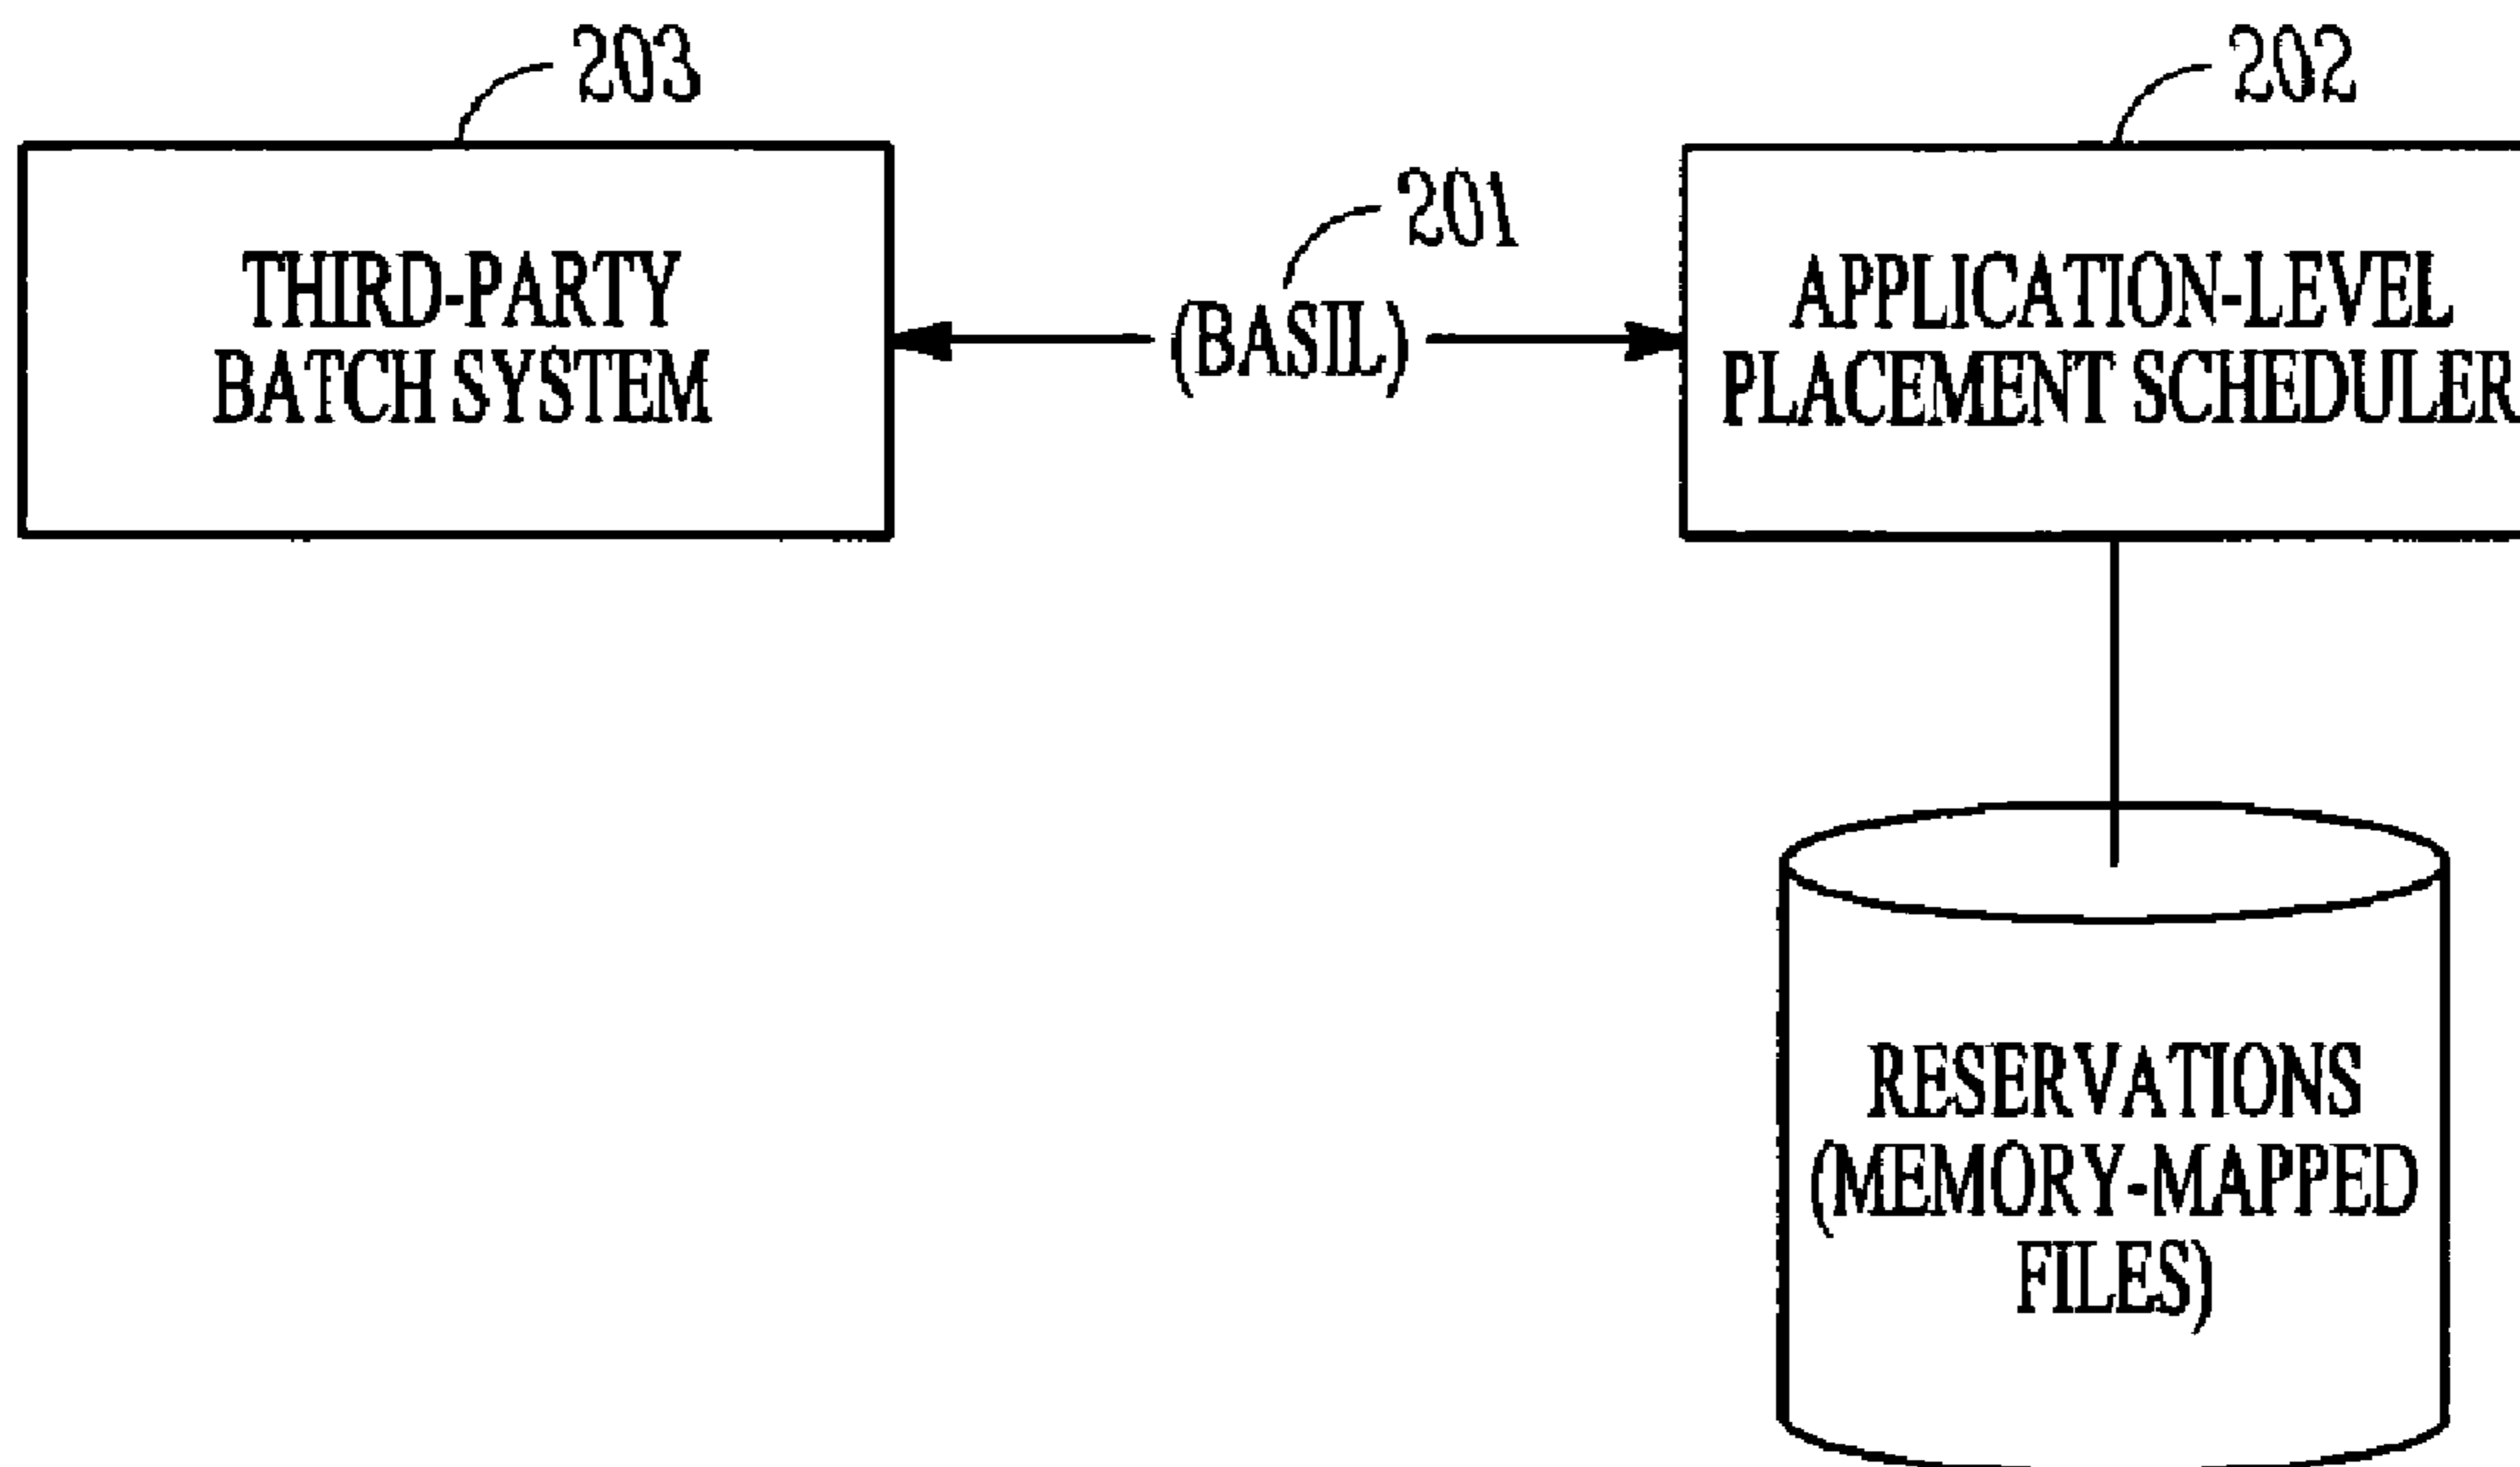 203
202
201
THIRD-PARTY
BATCH SYSTEM
(BASIL)
APPLICATION-LEVEL
PLACEMENT SCHEDULER
RESERVATIONS
(MEMORY-MAPPED
FILES)